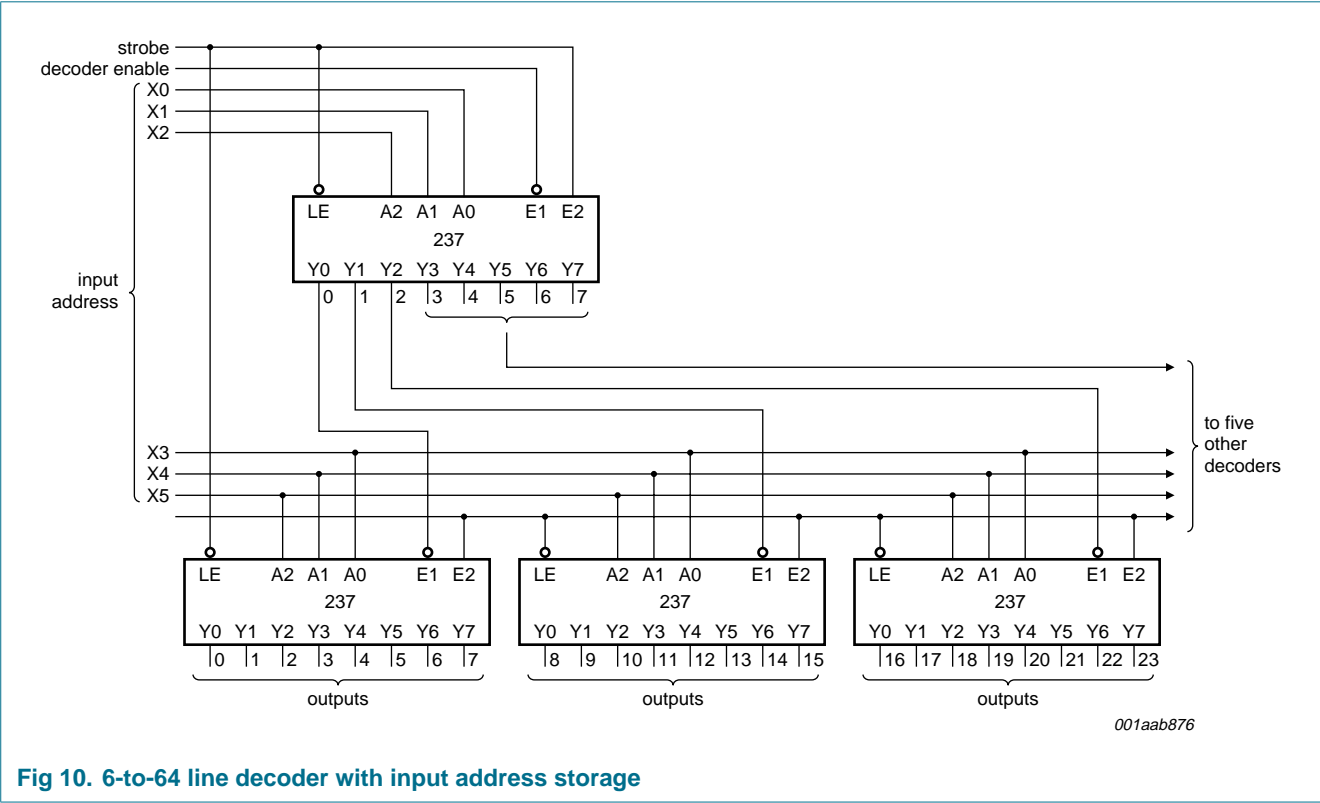 strobe
decoder enable
X0
X1
X2
LE A2 A1 A0 E1 E2
237
Y0 Y1 Y2 Y3 Y4 Y5 Y6 Y7
0 1 2 3 4 5 6 7
input
address
X3
X4
X5
to five
other
decoders
LE A2 A1 A0 E1 E2
237
Y0 Y1 Y2 Y3 Y4 Y5 Y6 Y7
0 1 2 3 4 5 6 7
outputs
LE A2 A1 A0 E1 E2
237
Y0 Y1 Y2 Y3 Y4 Y5 Y6 Y7
8 9 10 11 12 13 14 15
outputs
LE A2 A1 A0 E1 E2
237
Y0 Y1 Y2 Y3 Y4 Y5 Y6 Y7
16 17 18 19 20 21 22 23
outputs
001aab876
Fig 10. 6-to-64 line decoder with input address storage